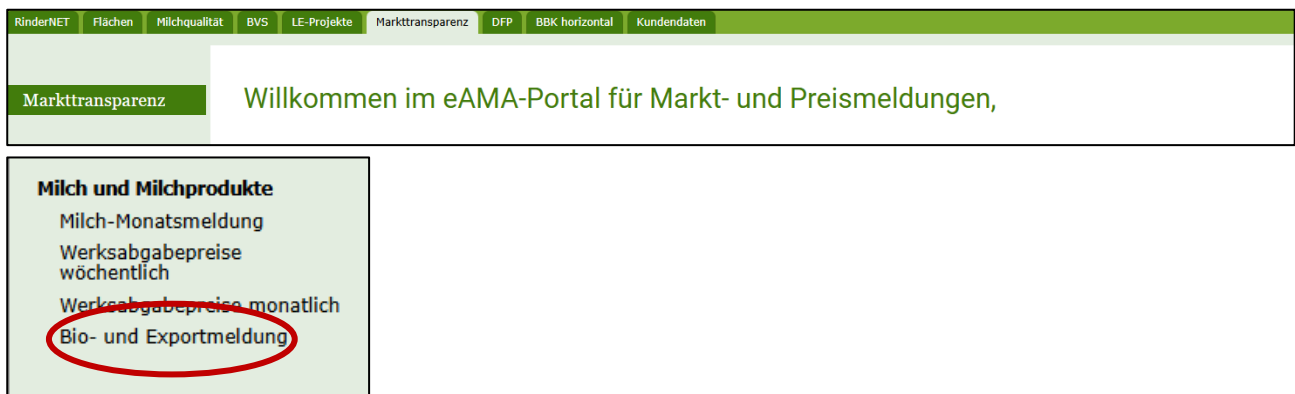 RinderNET Flächen Milchqualität BVS LE-Projekte Markttransparenz DFP BBK horizontal Kundendaten
Markttransparenz
Willkommen im eAMA-Portal für Markt- und Preismeldungen,
Milch und Milchprodukte
Milch-Monatsmeldung
Werksabgabepreise
wöchentlich
Werksabgabepreise monatlich
Bio- und Exportmeldung